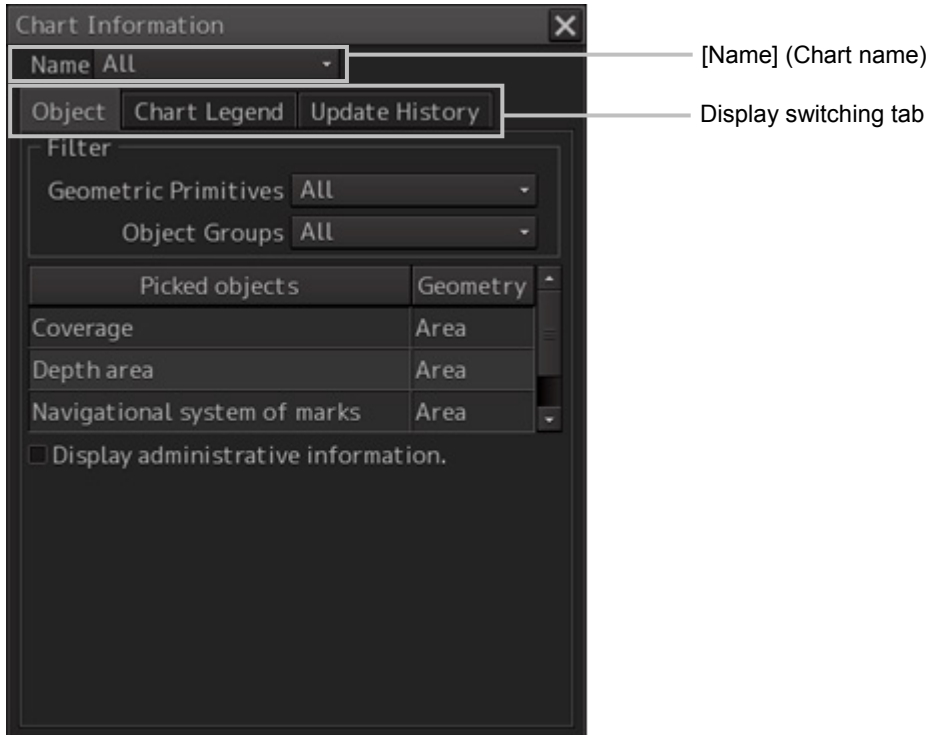 Chart Information
Name All
[Name] (Chart name)
Object Chart Legend Update History
Display switching tab
Filter
Geometric Primitives All
Object Groups All
Picked objects Geometry
Coverage Area
Depth area Area
Navigational system of marks Area
Display administrative information.